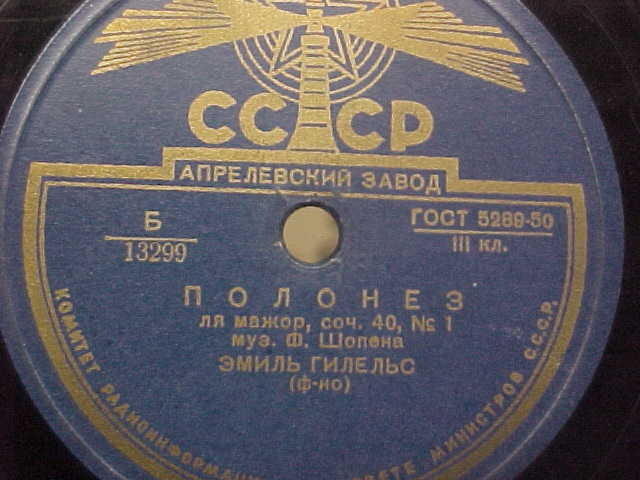 СССР
АПРЕЛЕВСКИЙ ЗАВОД
Б
13299
ГОСТ 5289-50
III кл.
ПОЛОНЕЗ
ля мажор, соч. 40, № 1
муз. Ф. Шопена
ЭМИЛЬ ГИЛЕЛЬС
(ф-но)
КОМИТЕТ РАДИОИНФОРМАЦИИ МИНИСТРОВ С.С.С.Р.